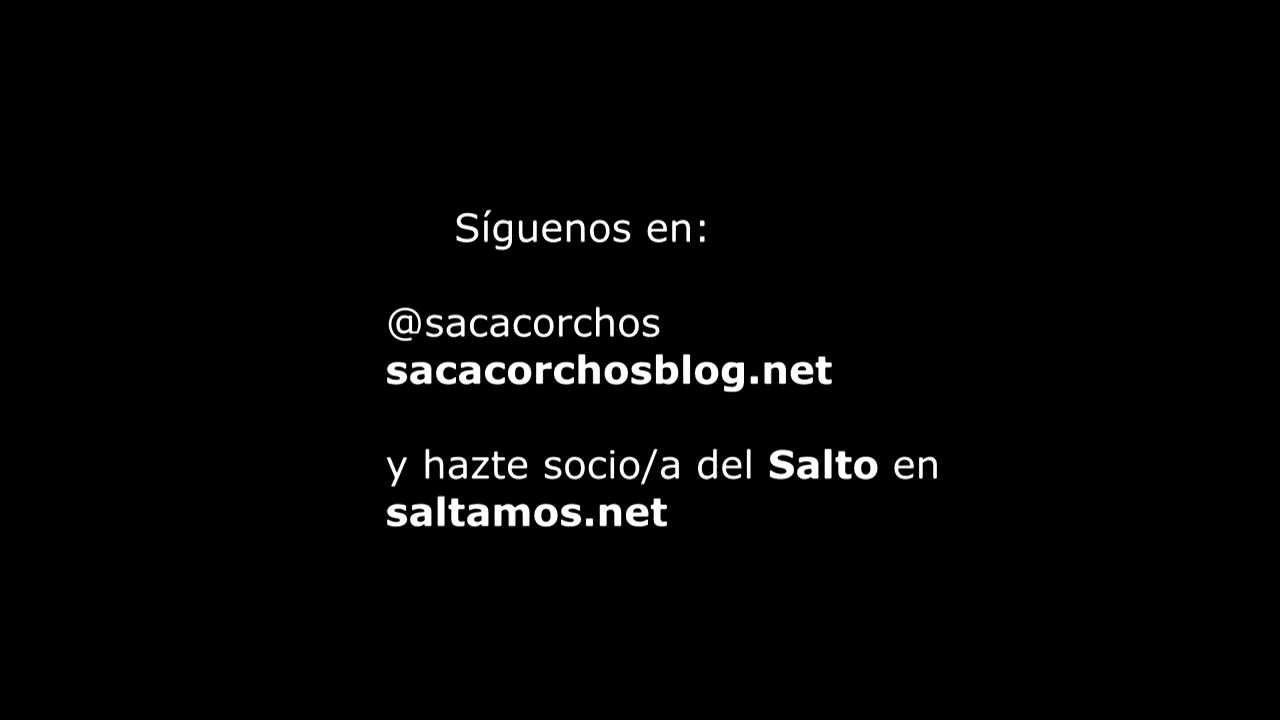 Síguenos en:
@sacacorchos
sacacorchosblog.net
y hazte socio/a del Salto en
saltamos.net